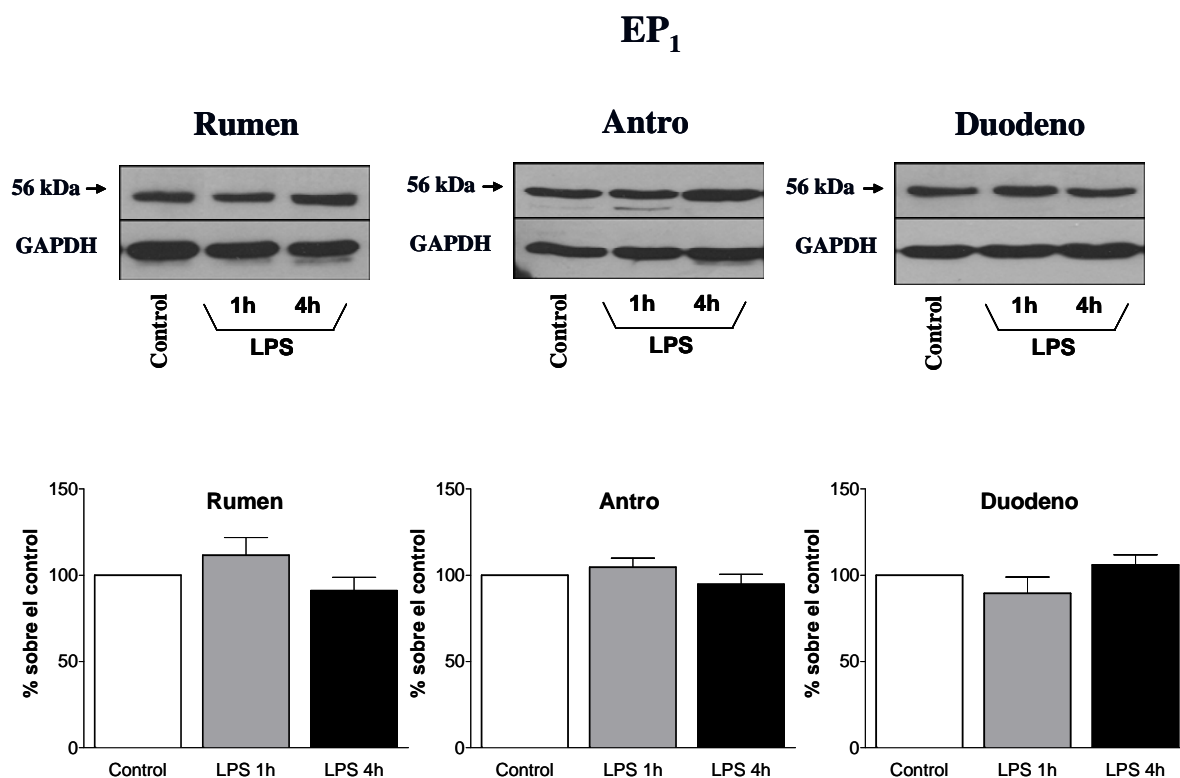 EP1
Rumen
56 kDa
GAPDH
Control
1h 4h
LPS
Antro
56 kDa
GAPDH
Control
1h 4h
LPS
Duodeno
56 kDa
GAPDH
Control
1h 4h
LPS
Rumen
% sobre el control
150
100
50
0
Control LPS 1h LPS 4h
Antro
% sobre el control
150
100
50
0
Control LPS 1h LPS 4h
Duodeno
% sobre el control
150
100
50
0
Control LPS 1h LPS 4h